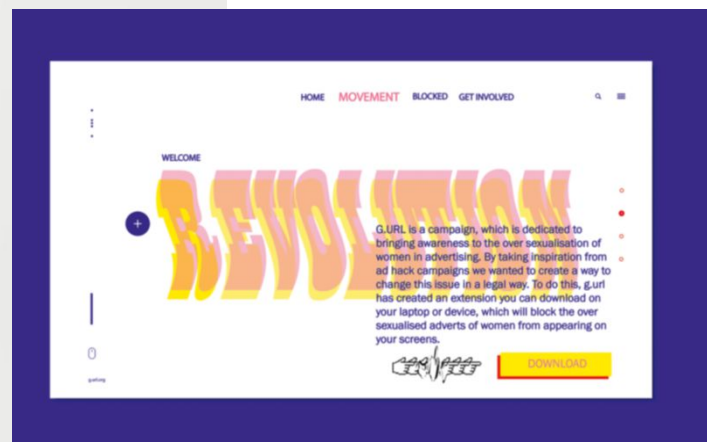 HOME MOVEMENT BLOCKED GET INVOLVED
WELCOME
REVOLUTION
G.URL is a campaign, which is dedicated to
bringing awareness to the over sexualisation of
women in advertising. By taking inspiration from
ad hack campaigns we wanted to create a way to
change this issue in a legal way. To do this, g.url
has created an extension you can download on
your laptop or device, which will block the over
sexualised adverts of women from appearing on
your screens.
DOWNLOAD